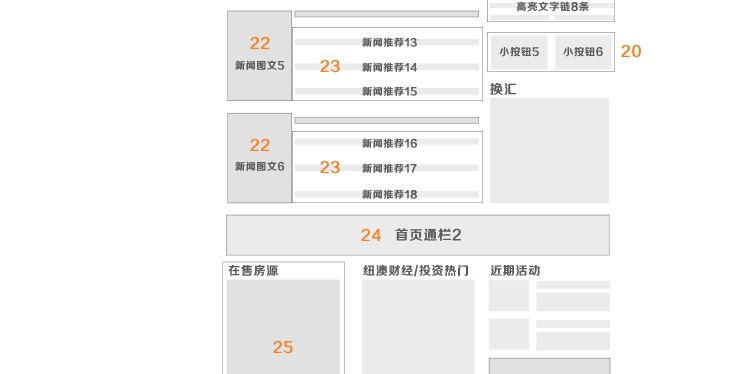 高亮文字链8条
22
新闻图文5
23
新闻推荐13
新闻推荐14
新闻推荐15
小按钮5
小按钮6
20
换汇
22
新闻图文6
23
新闻推荐16
新闻推荐17
新闻推荐18
24 首页通栏2
在售房源
25
纽澳财经/投资热门
近期活动